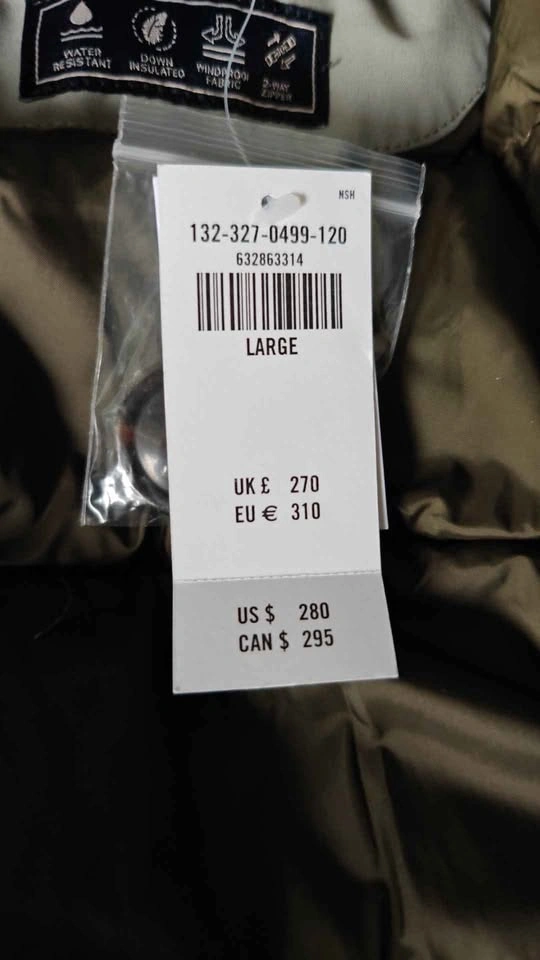 WATER
RESISTANT
DOWN
INSULATED
WINDPROOF
FABRIC
2-WAY
ZIPPER
NSH
132-327-0499-120
632863314
LARGE
UK £ 270
EU € 310
US $ 280
CAN $ 295